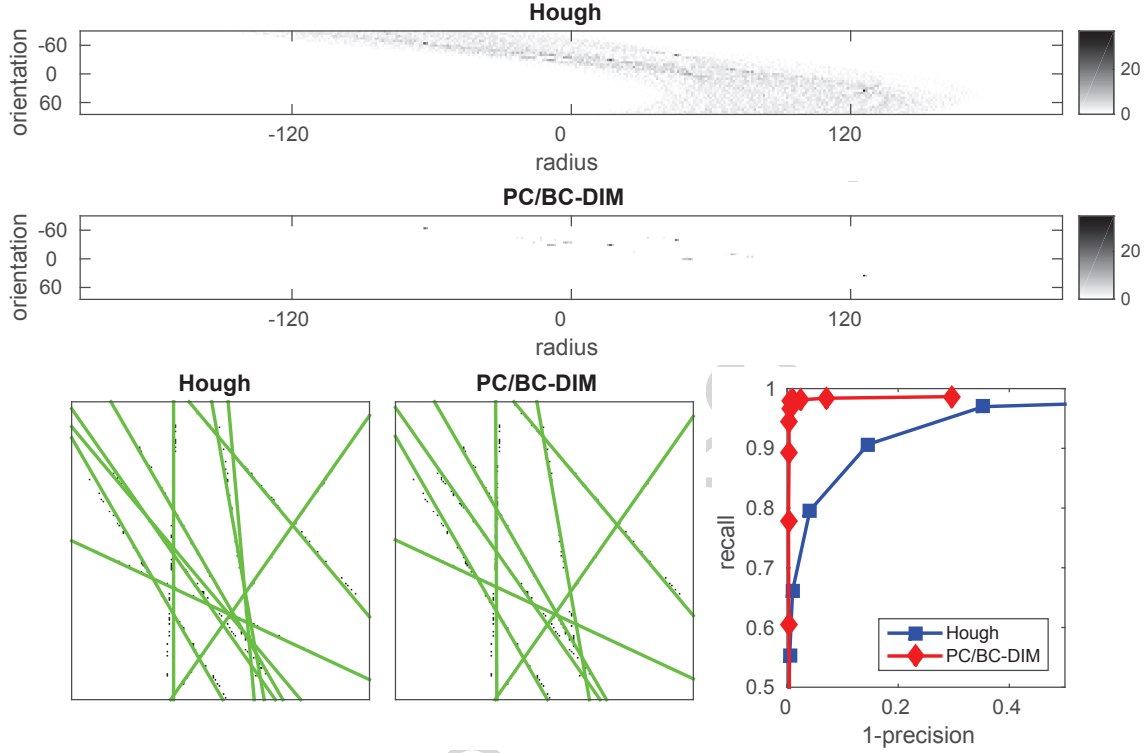 Hough
orientation
-60
0
60
-120
0
120
radius
20
0
PC/BC-DIM
orientation
-60
0
60
-120
0
120
radius
20
0
Hough
PC/BC-DIM
recall
1
0.9
0.8
0.7
0.6
0.5
Hough
PC/BC-DIM
0
0.2
0.4
1-precision